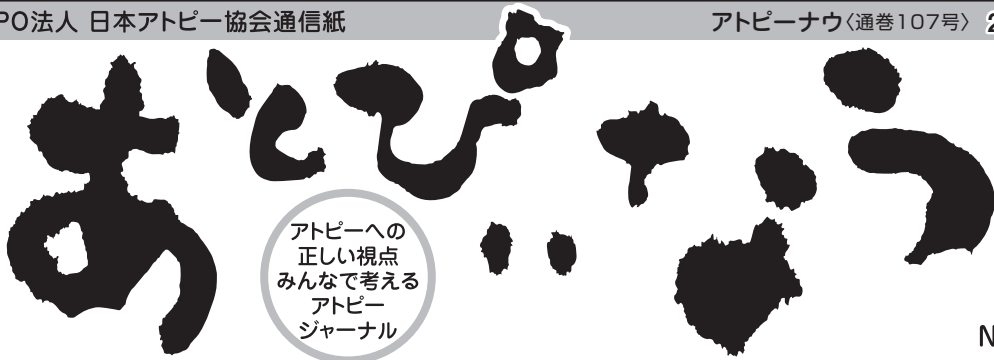 PO法人 日本アトピー協会通信紙
アトピーナウ〈通巻107号〉 2
あとぴいなう
アトピーへの
正しい視点
みんなで考える
アトピー
ジャーナル
N